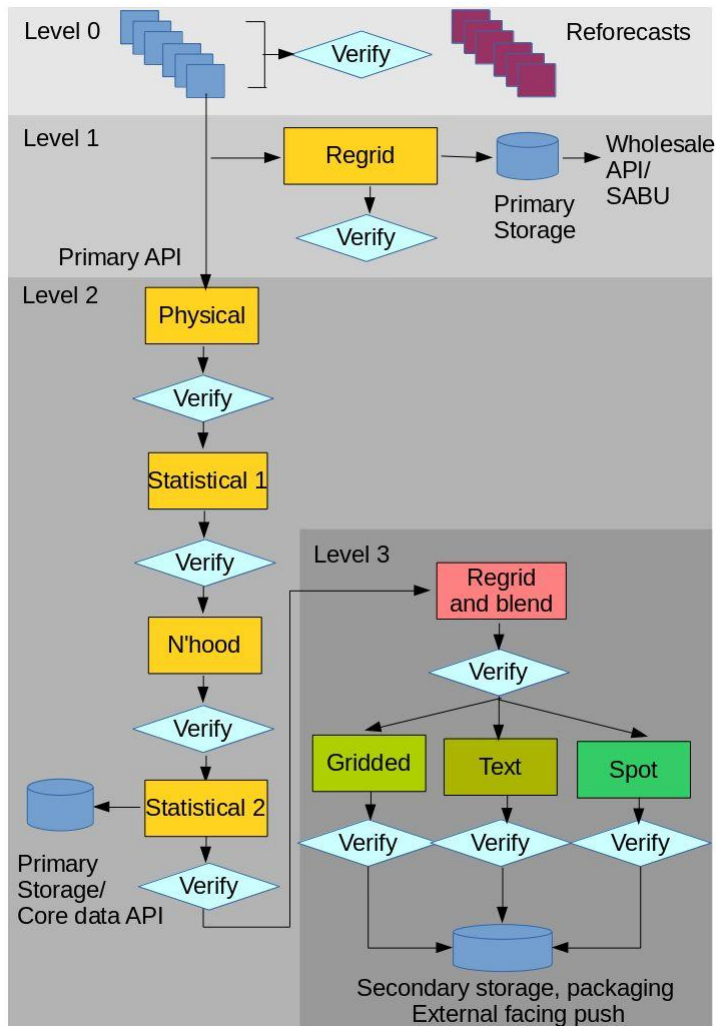 Level 0
Verify
Reforecasts
Level 1
Regrid
Primary
Storage
Wholesale
API/
SABU
Verify
Primary API
Level 2
Physical
Verify
Statistical 1
Verify
N'hood
Verify
Statistical 2
Primary
Storage/
Core data API
Verify
Level 3
Regrid
and blend
Verify
Gridded
Text
Spot
Verify
Verify
Verify
Secondary storage, packaging
External facing push